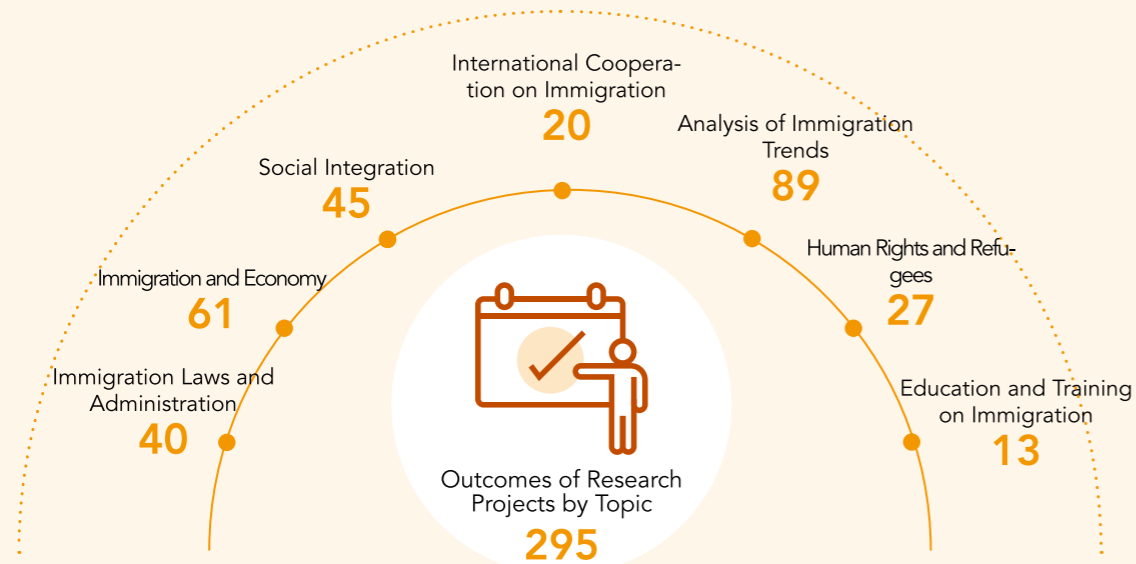 International Coopera-
tion on Immigration
20
Analysis of Immigration
Trends
89
Social Integration
45
Human Rights and Refu-
gees
27
Immigration and Economy
61
Immigration Laws and
Administration
40
Education and Training
on Immigration
13
Outcomes of Research
Projects by Topic
295